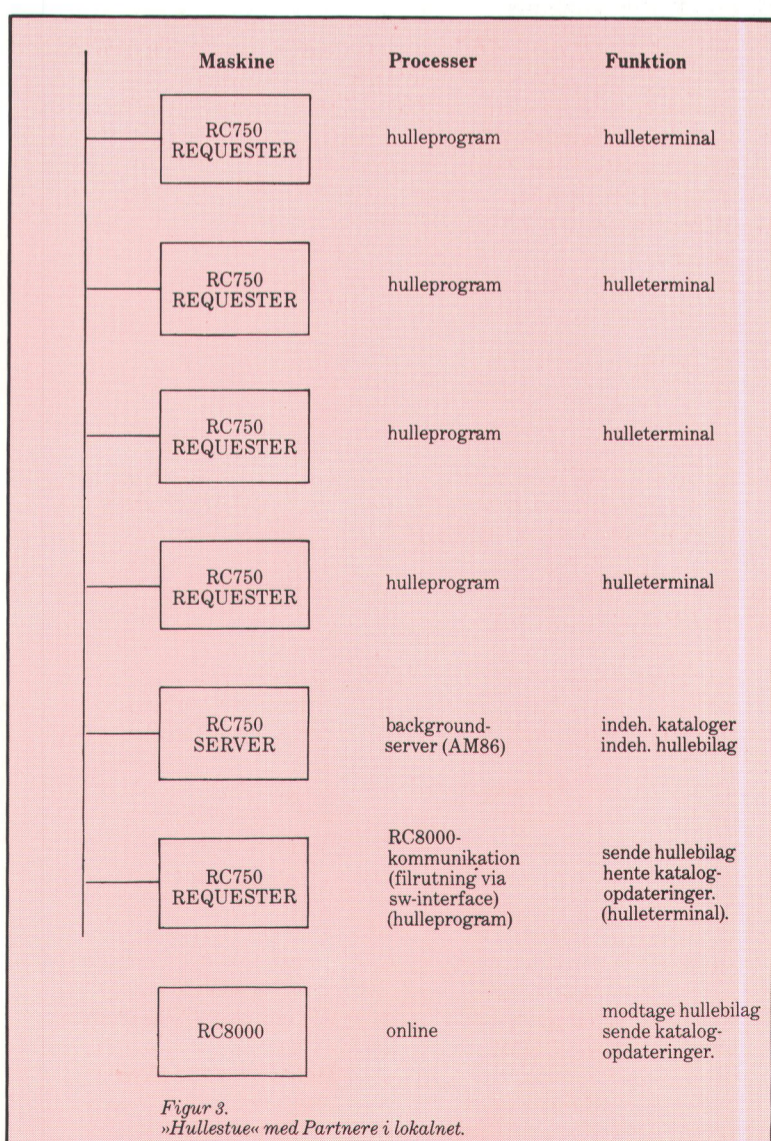 Maskine Processer Funktion
RC750
REQUESTER
hulleprogram
hulleterminal
RC750
REQUESTER
hulleprogram
hulleterminal
RC750
REQUESTER
hulleprogram
hulleterminal
RC750
REQUESTER
hulleprogram
hulleterminal
RC750
SERVER
background-
server (AM86)
indeh. kataloger
indeh. hullebilag
RC750
REQUESTER
RC8000-
kommunikation
(filrutning via
sw-interface)
(hulleprogram)
sende hullebilag
hente katalog-
opdateringer.
(hulleterminal).
RC8000
online
modtage hullebilag
sende katalog-
opdateringer.
Figur 3.
»Hullestue« med Partnere i lokalnet.